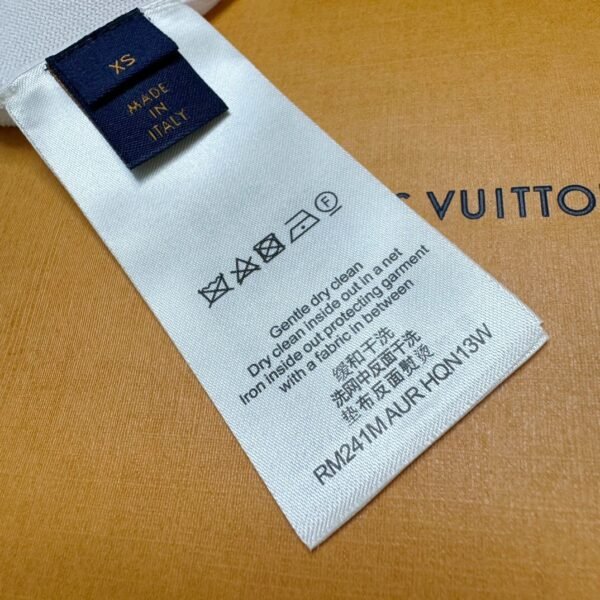 XS
MADE
IN
ITALY
VUITTO
F
Gentle dry clean
Dry clean inside out in a net
Iron inside out protecting garment
with a fabric in between
缓和干洗
洗网中反面干洗
垫布反面熨烫
RM241M AUR HQN13W